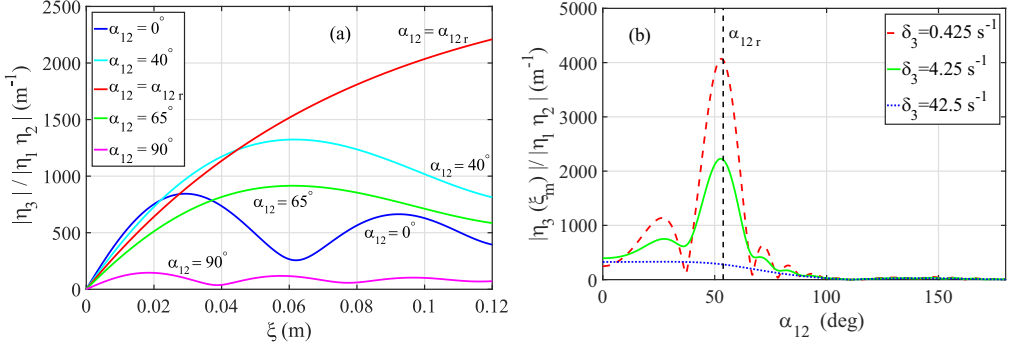 (a)
α12 = 0°
α12 = 40°
α12 = α12 r
α12 = 65°
α12 = 90°
α12 = α12 r
α12 = 40°
α12 = 65°
α12 = 0°
α12 = 90°
|η3| / |η1 η2 | (m-1)
2500
2000
1500
1000
500
0
0
0.02
0.04
0.06
0.08
0.1
0.12
ξ (m)
(b)
α12 r
δ3=0.425 s-1
δ3=4.25 s-1
δ3=42.5 s-1
|η3 (ξm)| / |η1 η2 | (m-1)
5000
4000
3000
2000
1000
0
0
50
100
150
α12 (deg)